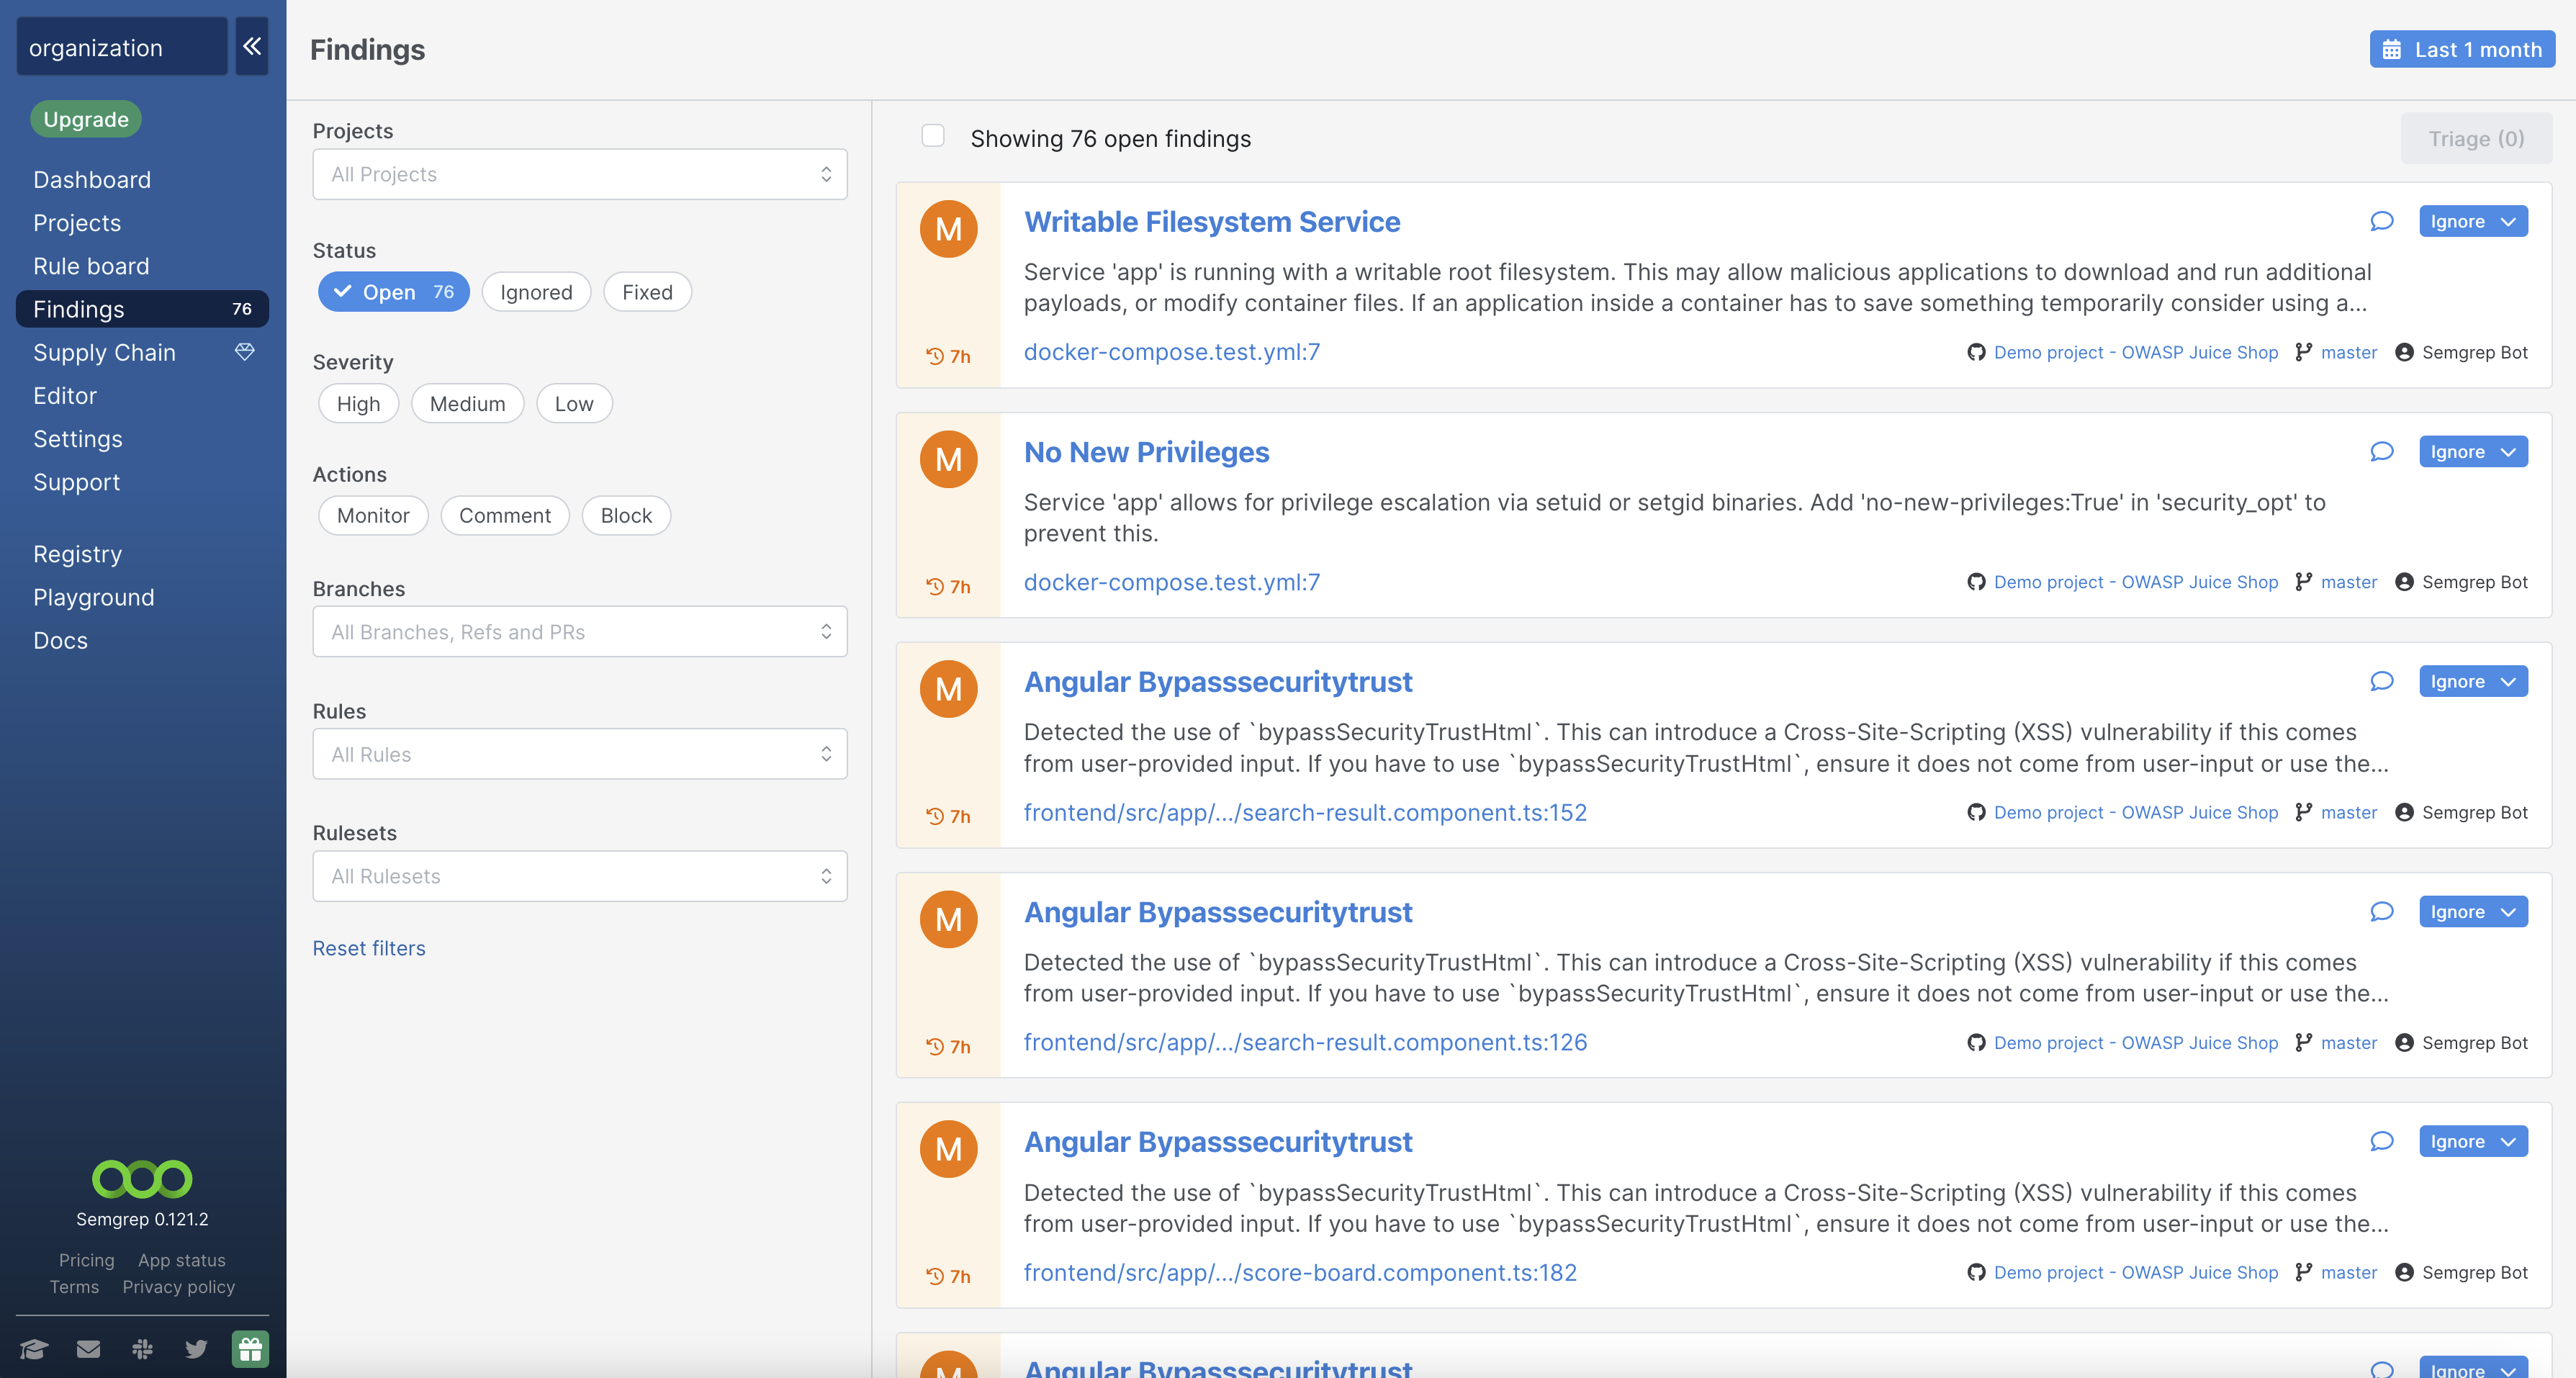 organization
Upgrade
Dashboard
Projects
Rule board
Findings 76
Supply Chain
Editor
Settings
Support
Registry
Playground
Docs
Semgrep 0.121.2
Pricing App status
Terms Privacy policy
Findings
Last 1 month
Projects
All Projects
Status
Open 76 Ignored Fixed
Severity
High Medium Low
Actions
Monitor Comment Block
Branches
All Branches, Refs and PRs
Rules
All Rules
Rulesets
All Rulesets
Reset filters
Showing 76 open findings
Triage (0)
M Writable Filesystem Service Ignore
Service 'app' is running with a writable root filesystem. This may allow malicious applications to download and run additional
payloads, or modify container files. If an application inside a container has to save something temporarily consider using a...
7h docker-compose.test.yml:7 Demo project - OWASP Juice Shop master Semgrep Bot
M No New Privileges Ignore
Service 'app' allows for privilege escalation via setuid or setgid binaries. Add 'no-new-privileges:True' in 'security_opt' to
prevent this.
7h docker-compose.test.yml:7 Demo project - OWASP Juice Shop master Semgrep Bot
M Angular Bypasssecuritytrust Ignore
Detected the use of `bypassSecurityTrustHtml`. This can introduce a Cross-Site-Scripting (XSS) vulnerability if this comes
from user-provided input. If you have to use `bypassSecurityTrustHtml`, ensure it does not come from user-input or use the...
7h frontend/src/app/.../search-result.component.ts:152 Demo project - OWASP Juice Shop master Semgrep Bot
M Angular Bypasssecuritytrust Ignore
Detected the use of `bypassSecurityTrustHtml`. This can introduce a Cross-Site-Scripting (XSS) vulnerability if this comes
from user-provided input. If you have to use `bypassSecurityTrustHtml`, ensure it does not come from user-input or use the...
7h frontend/src/app/.../search-result.component.ts:126 Demo project - OWASP Juice Shop master Semgrep Bot
M Angular Bypasssecuritytrust Ignore
Detected the use of `bypassSecurityTrustHtml`. This can introduce a Cross-Site-Scripting (XSS) vulnerability if this comes
from user-provided input. If you have to use `bypassSecurityTrustHtml`, ensure it does not come from user-input or use the...
7h frontend/src/app/.../score-board.component.ts:182 Demo project - OWASP Juice Shop master Semgrep Bot
M Angular Bypasssecuritytrust Ignore